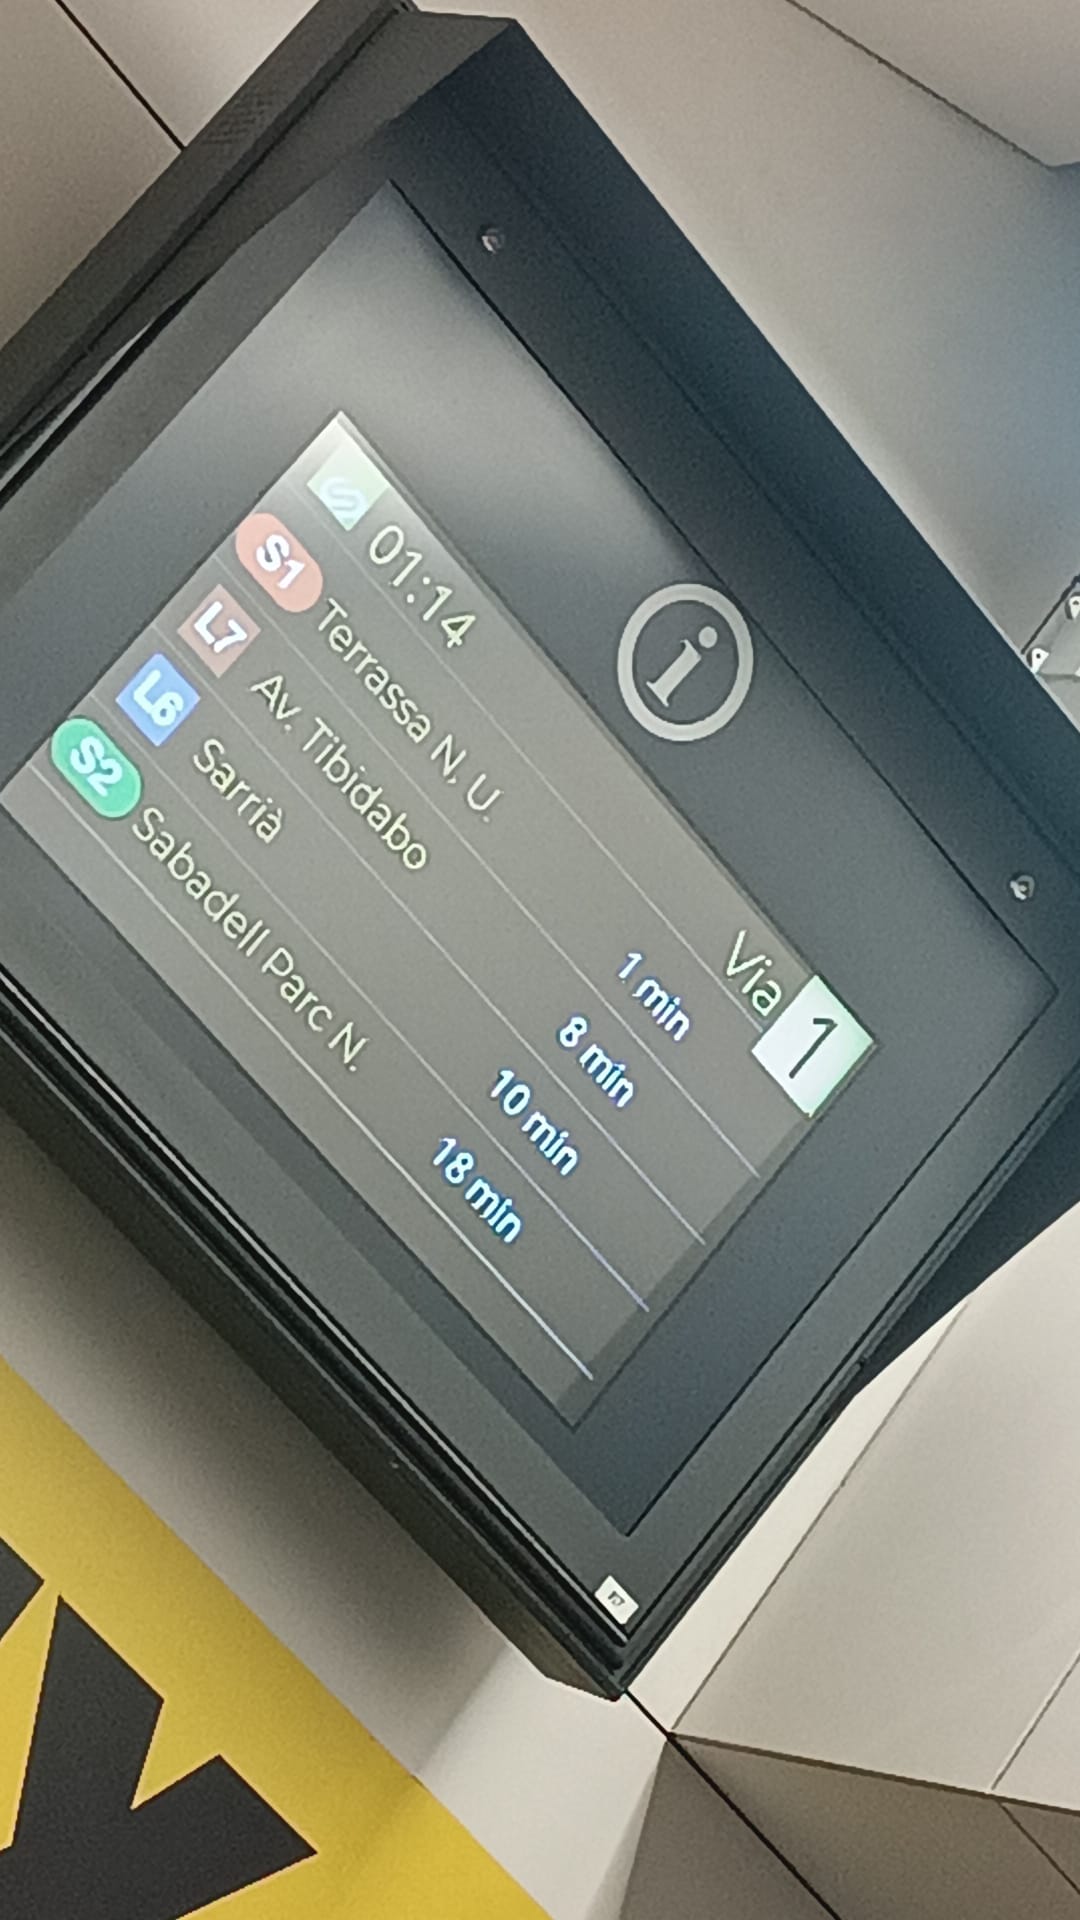 01:14 Via 1
S1 Terrassa N. U. 1 min
L7 Av. Tibidabo 8 min
L6 Sarrià 10 min
S2 Sabadell Parc N. 18 min